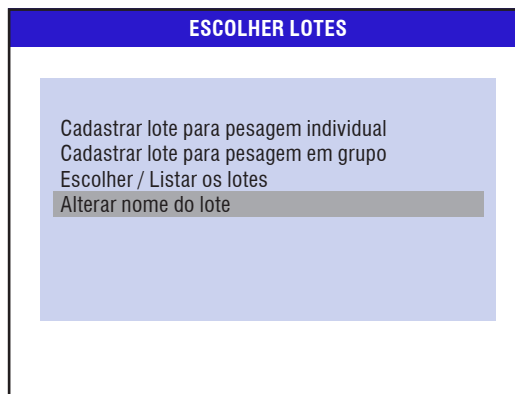 ESCOLHER LOTES
Cadastrar lote para pesagem individual
Cadastrar lote para pesagem em grupo
Escolher / Listar os lotes
Alterar nome do lote